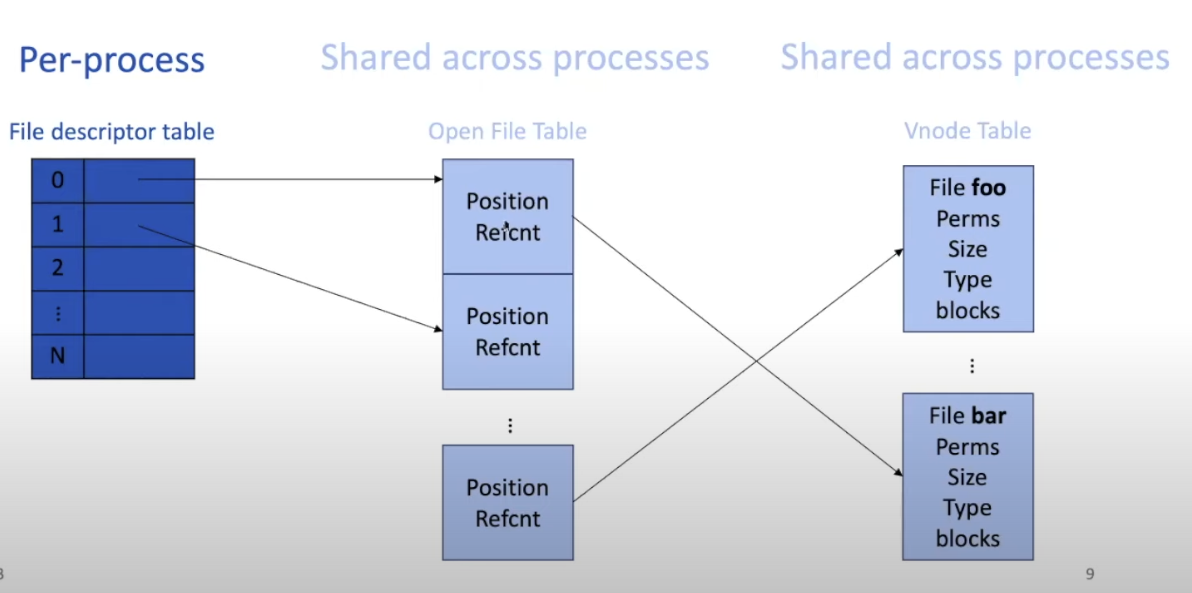 Per-process
Shared across processes
Shared across processes
File descriptor table
Open File Table
Vnode Table
0
1
2
⋮
N
Position
Refcnt
Position
Refcnt
⋮
Position
Refcnt
File foo
Perms
Size
Type
blocks
⋮
File bar
Perms
Size
Type
blocks
9